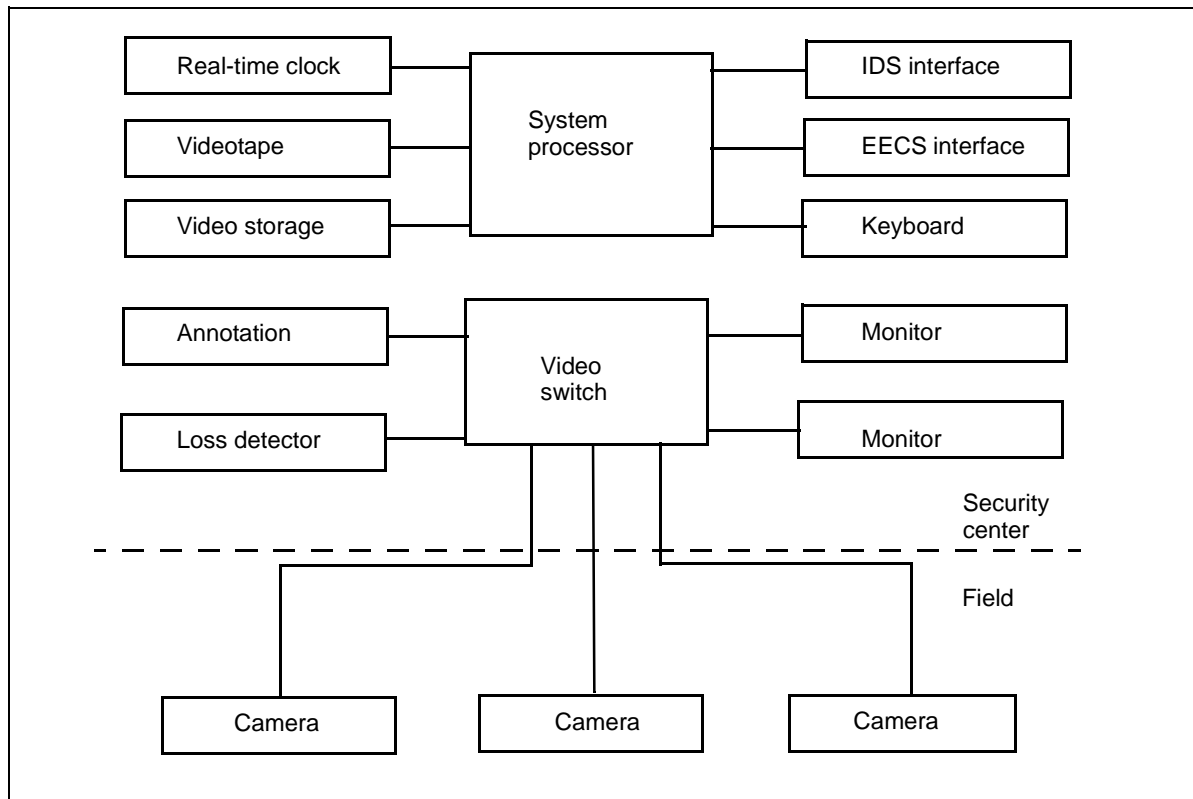 Real-time clock
IDS interface
System
processor
Videotape
EECS interface
Video storage
Keyboard
Annotation
Monitor
Video
switch
Loss detector
Monitor
Security
center
Field
Camera
Camera
Camera